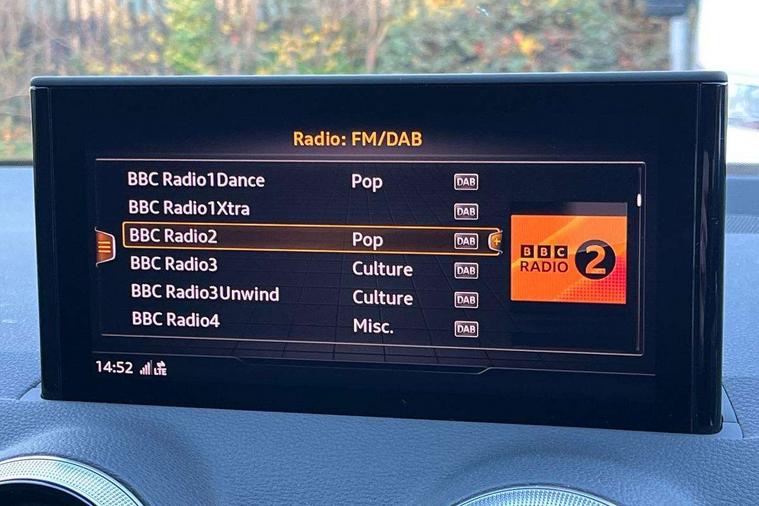 Radio: FM/DAB
BBC Radio1Dance Pop DAB
BBC Radio1Xtra DAB
BBC Radio2 Pop DAB
BBC Radio3 Culture DAB
BBC Radio3Unwind Culture DAB
BBC Radio4 Misc. DAB
BBC
RADIO 2
14:52 LTE